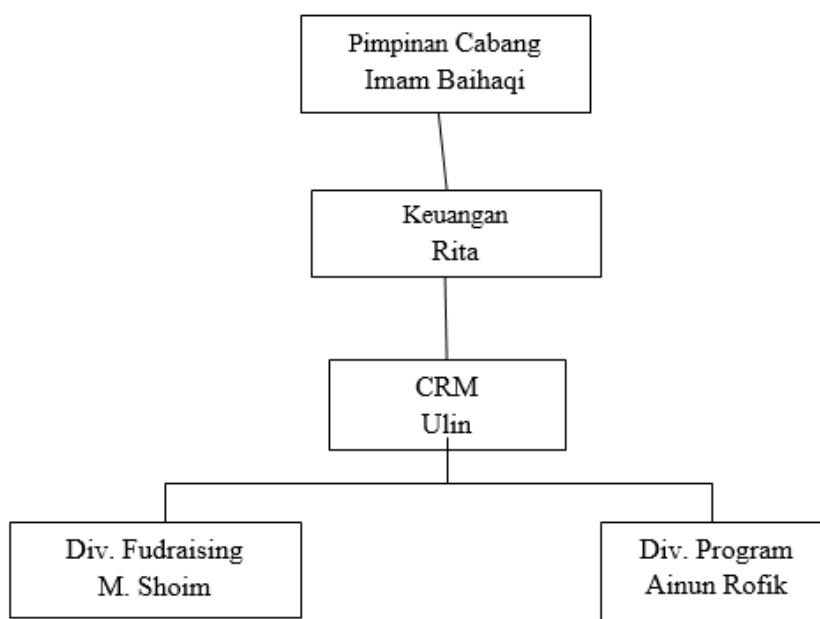 Pimpinan Cabang
Imam Baihaqi
Keuangan
Rita
CRM
Ulin
Div. Fudraising
M. Shoim
Div. Program
Ainun Rofik